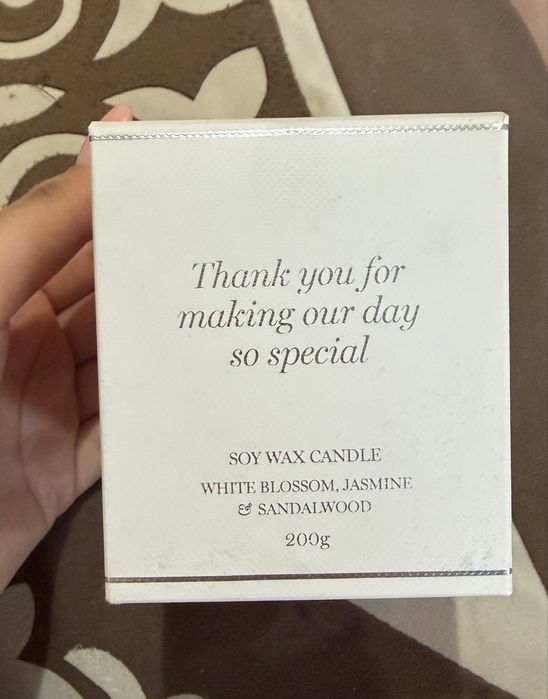 Thank you for
making our day
so special
SOY WAX CANDLE
WHITE BLOSSOM, JASMINE
& SANDALWOOD
200g